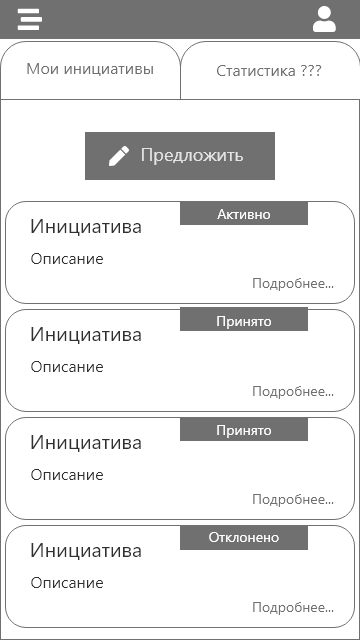 Мои инициативы
Статистика ???
Предложить
Активно
Инициатива
Описание
Подробнее...
Принято
Инициатива
Описание
Подробнее...
Принято
Инициатива
Описание
Подробнее...
Отклонено
Инициатива
Описание
Подробнее...